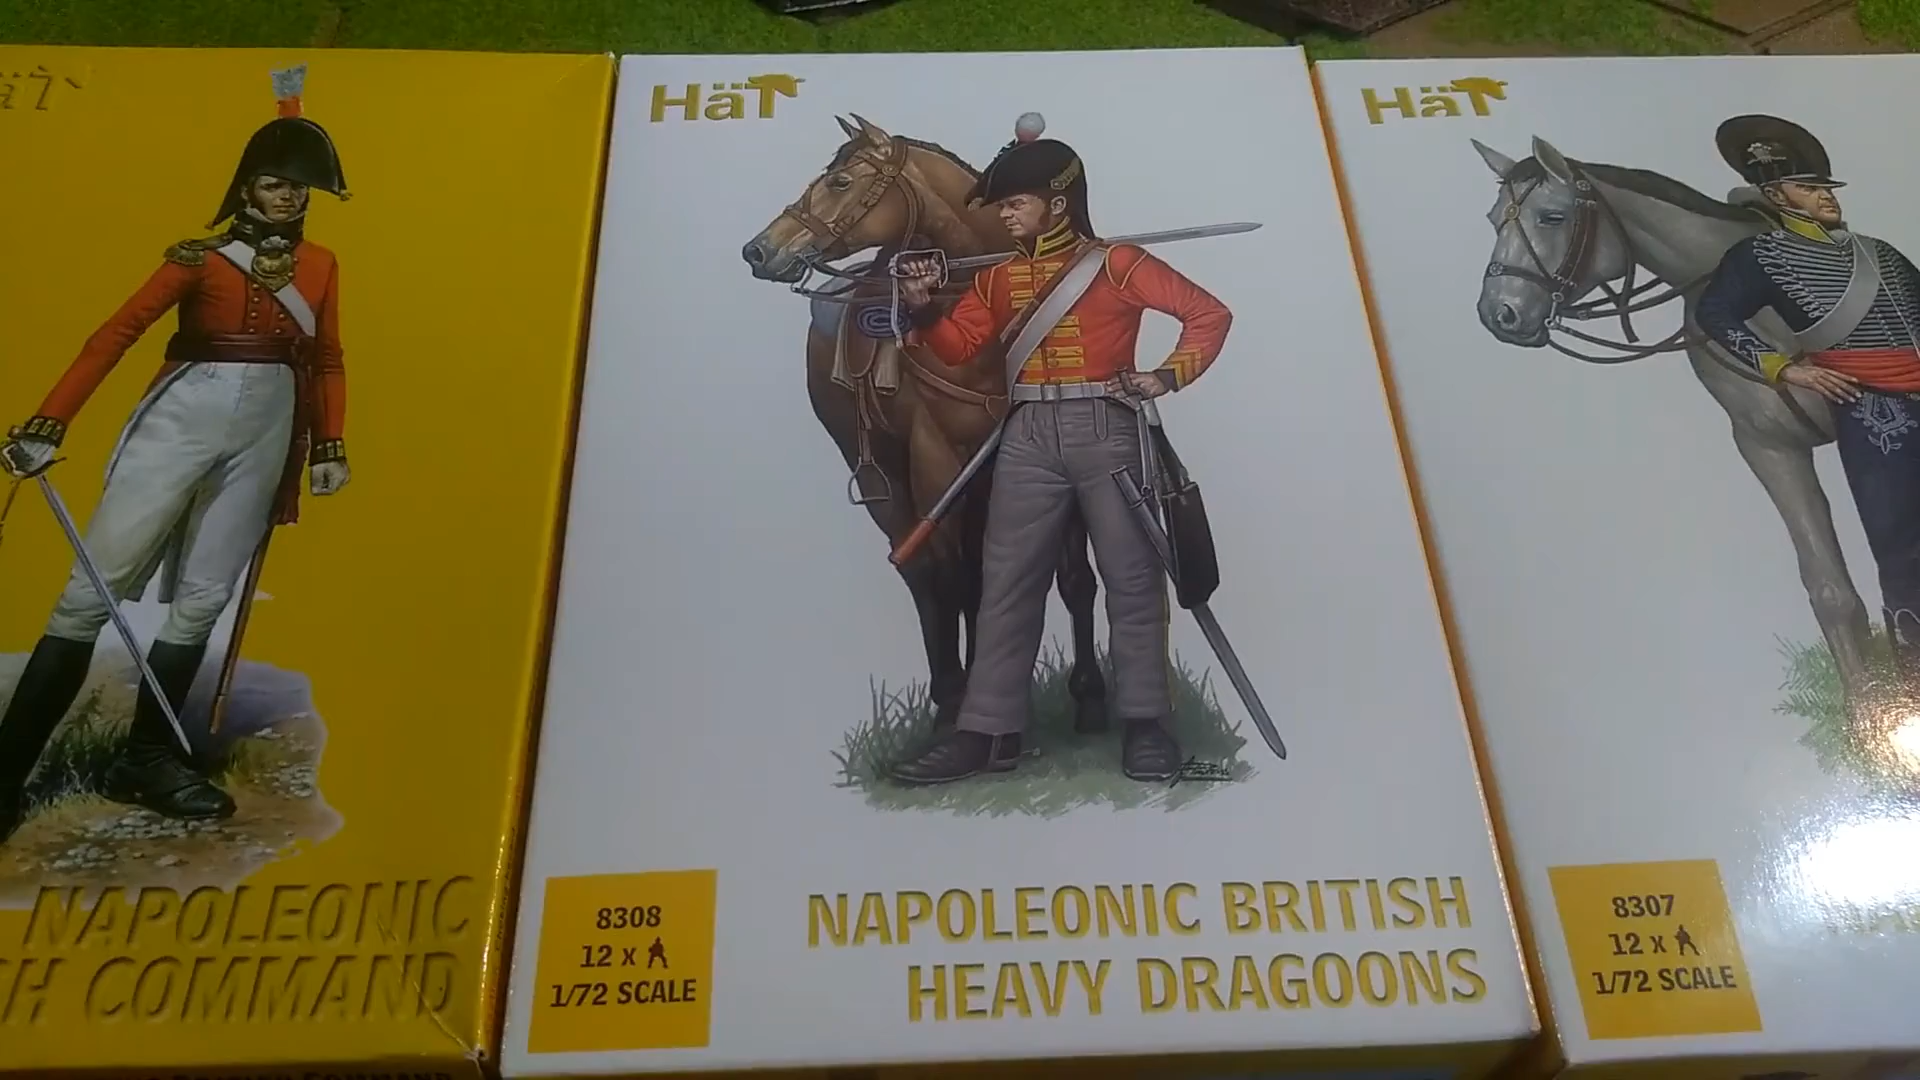 HäT
HäT
NAPOLEONIC
COMMAND
8308
12 x
1/72 SCALE
NAPOLEONIC BRITISH
HEAVY DRAGOONS
8307
12 x
1/72 SCALE